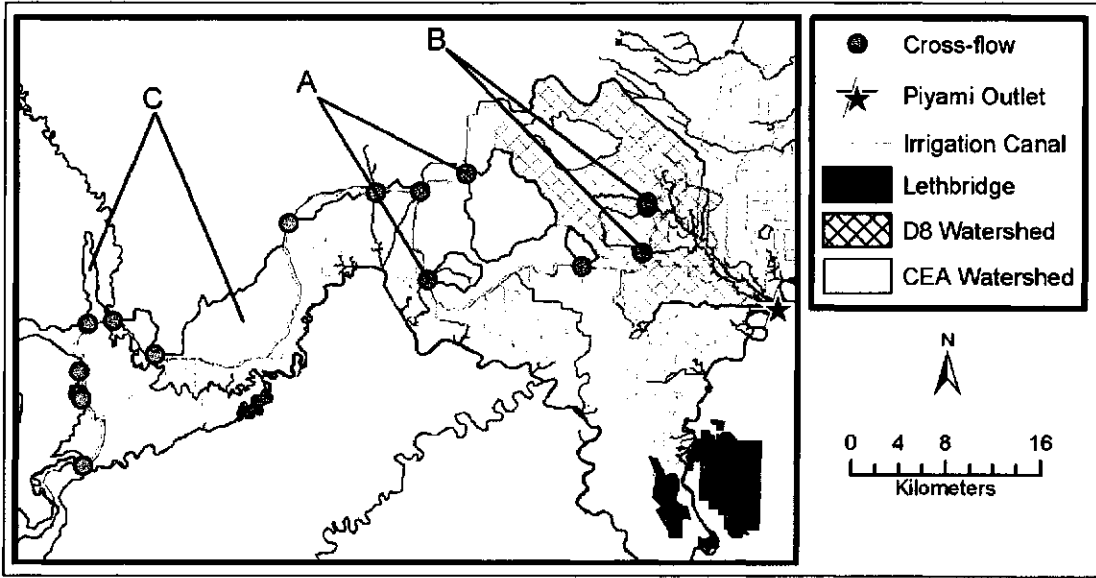 C
A
B
Cross-flow
Piyami Outlet
Irrigation Canal
Lethbridge
D8 Watershed
CEA Watershed
N
0 4 8 16
Kilometers